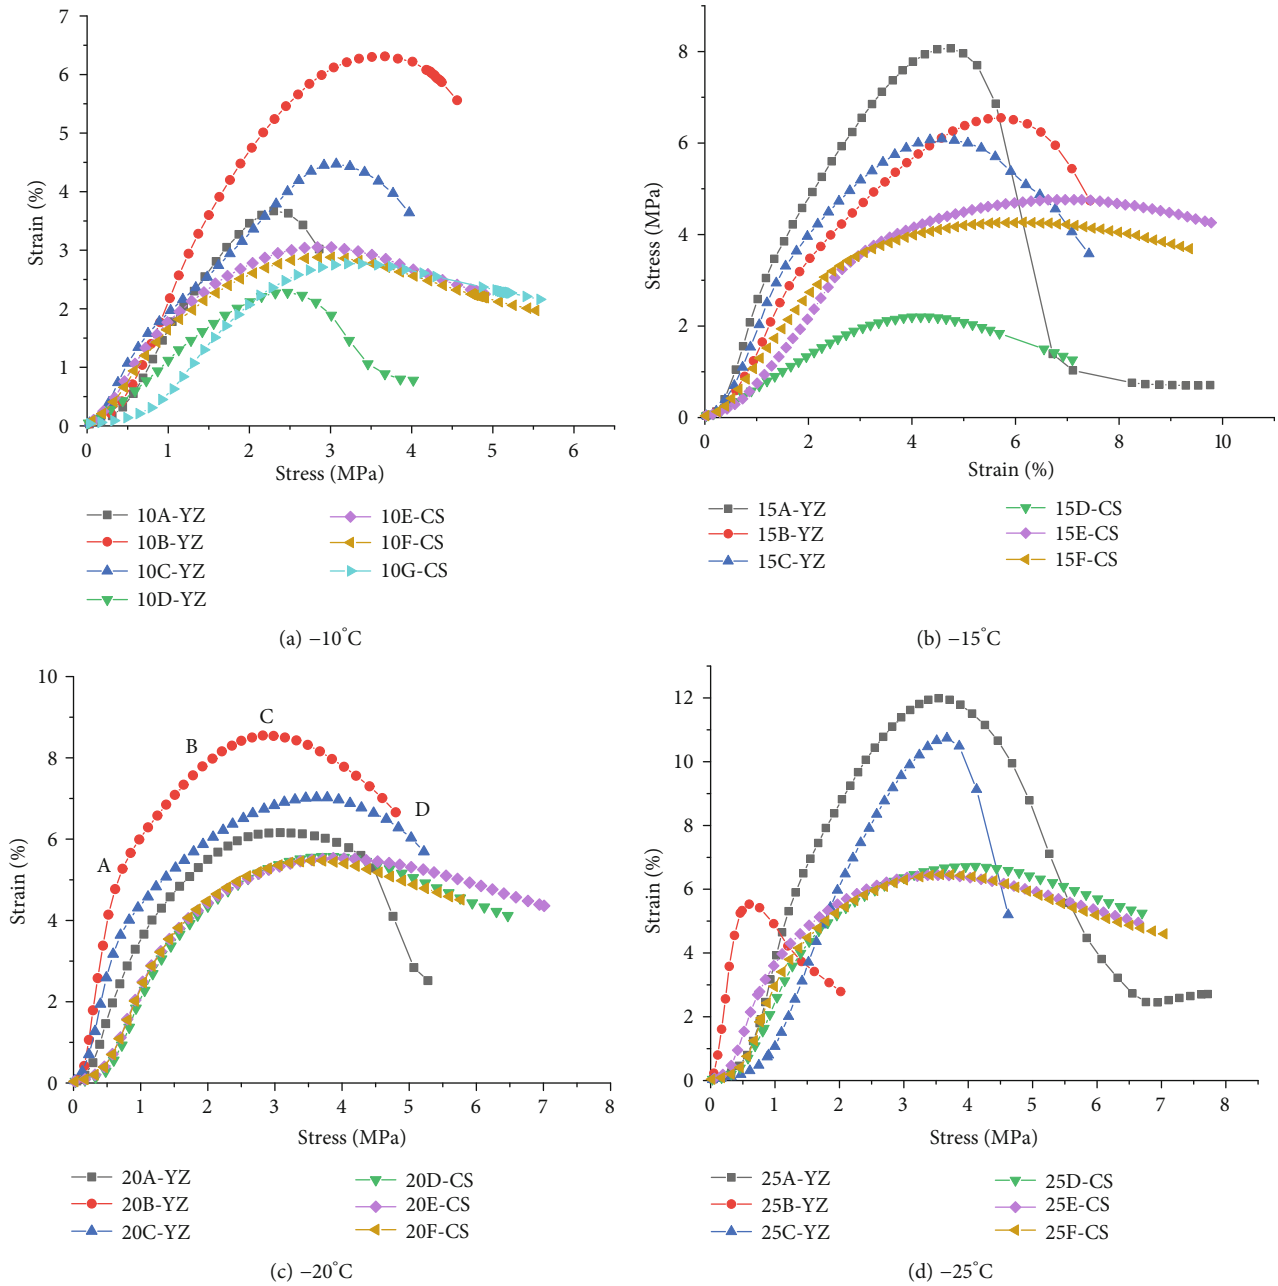 7
6
5
4
3
2
1
0
Strain (%)
0 1 2 3 4 5 6
Stress (MPa)
10A-YZ
10B-YZ
10C-YZ
10D-YZ
10E-CS
10F-CS
10G-CS
(a) −10°C
8
6
4
2
0
Stress (MPa)
0 2 4 6 8 10
Strain (%)
15A-YZ
15B-YZ
15C-YZ
15D-CS
15E-CS
15F-CS
(b) −15°C
10
8
6
4
2
0
Strain (%)
A
B
C
D
0 1 2 3 4 5 6 7 8
Stress (MPa)
20A-YZ
20B-YZ
20C-YZ
20D-CS
20E-CS
20F-CS
(c) −20°C
12
10
8
6
4
2
0
Strain (%)
0 1 2 3 4 5 6 7 8
Stress (MPa)
25A-YZ
25B-YZ
25C-YZ
25D-CS
25E-CS
25F-CS
(d) −25°C